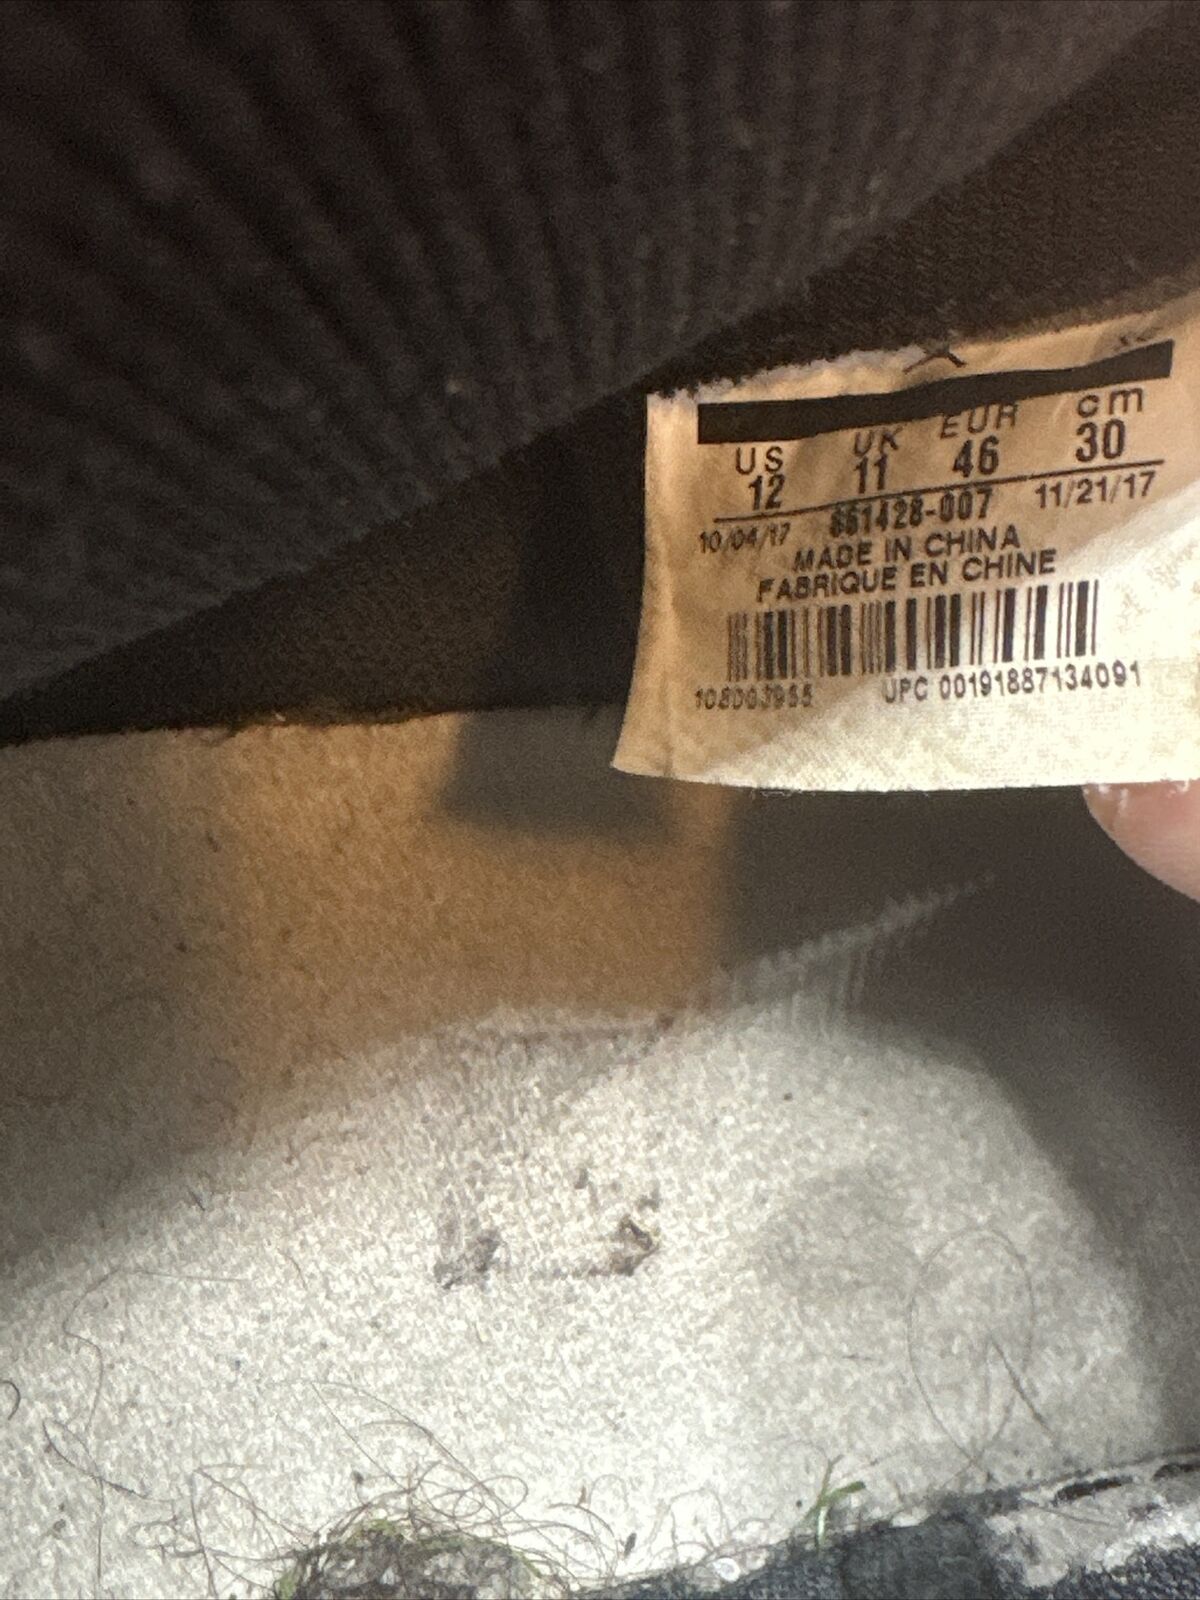 US UK EUR cm
12 11 46 30
10/04/17 861428-007 11/21/17
MADE IN CHINA
FABRIQUE EN CHINE
UPC 00191887134091